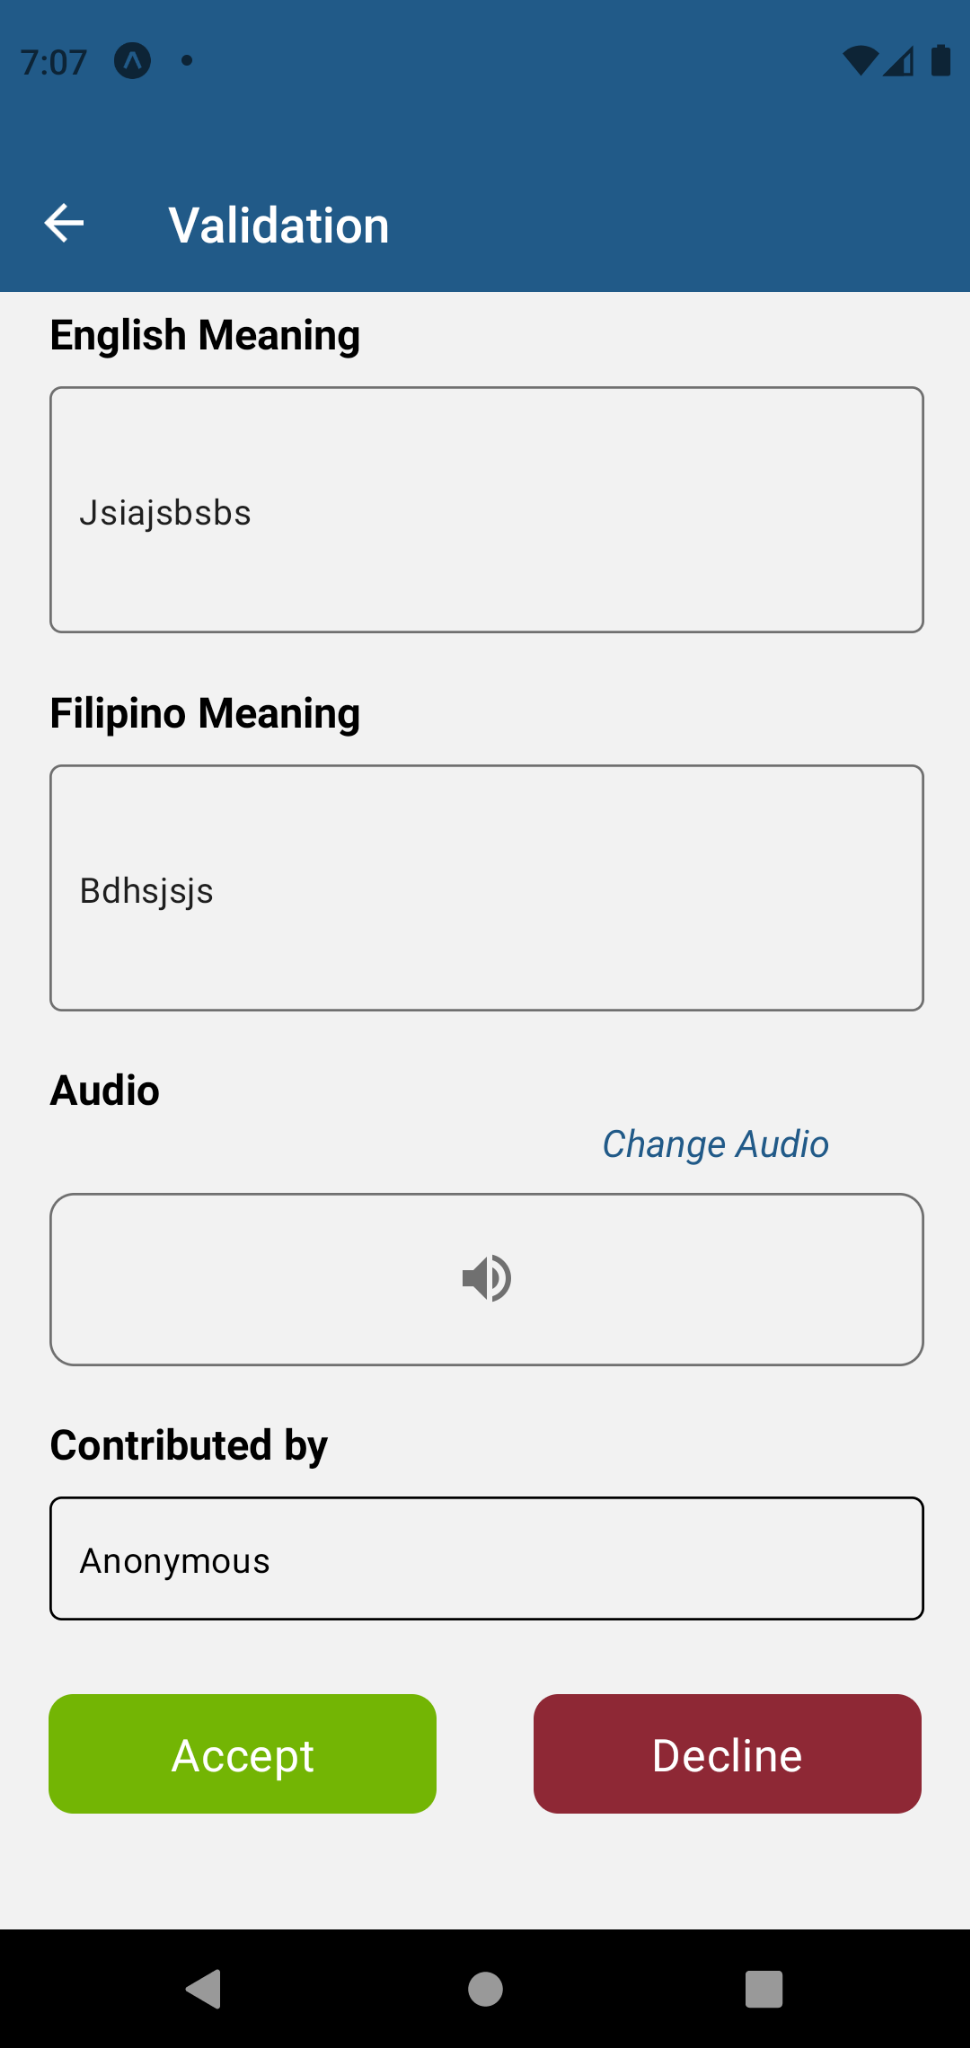 7:07
Validation
English Meaning
Jsiajsbsbs
Filipino Meaning
Bdhsjsjs
Audio
Change Audio
Contributed by
Anonymous
Accept
Decline